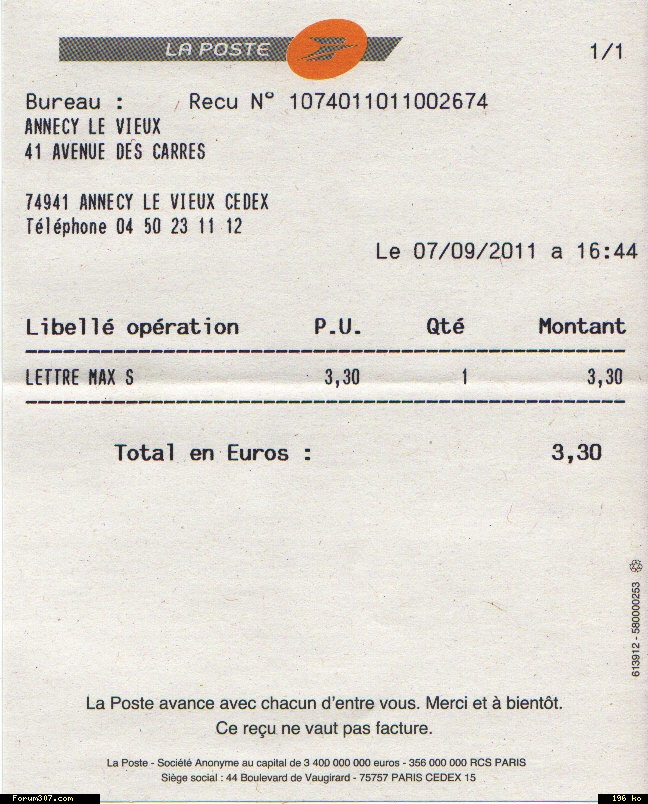 LA POSTE
1/1
Bureau : Recu N° 1074011011002674
ANNECY LE VIEUX
41 AVENUE DES CARRES
74941 ANNECY LE VIEUX CEDEX
Téléphone 04 50 23 11 12
Le 07/09/2011 a 16:44
Libellé opération P.U. Qté Montant
LETTRE MAX S 3,30 1 3,30
Total en Euros : 3,30
613912 - 580000253
La Poste avance avec chacun d'entre vous. Merci et à bientôt.
Ce reçu ne vaut pas facture.
La Poste - Société Anonyme au capital de 3 400 000 000 euros - 356 000 000 RCS PARIS
Siège social : 44 Boulevard de Vaugirard - 75757 PARIS CEDEX 15
Forum307.com 196 ko